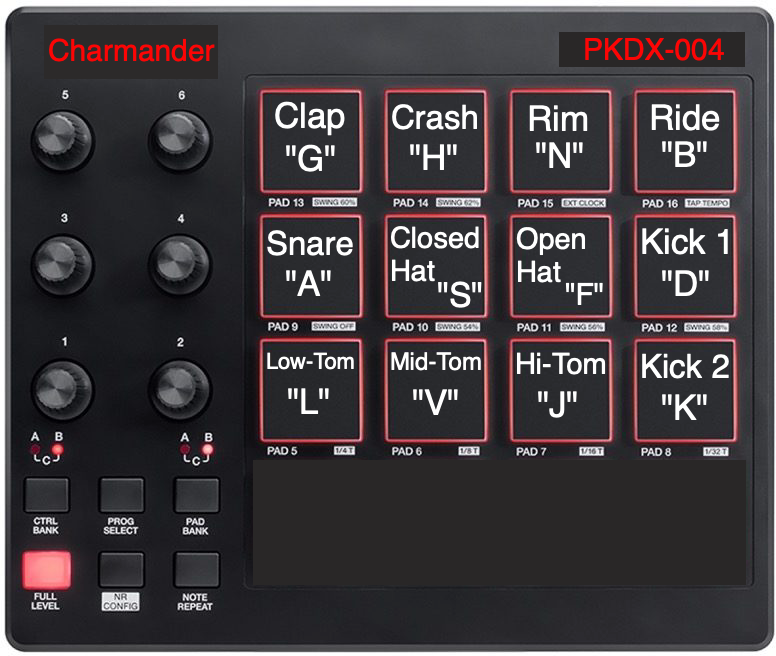 Charmander
PKDX-004
5 6
Clap Crash Rim Ride
"G" "H" "N" "B"
PAD 13 SWING 60% PAD 14 SWING 62% PAD 15 EXT CLOCK PAD 16 TAP TEMPO
3 4
Snare Closed Hat Open Hat Kick 1
"A" "S" "F" "D"
PAD 9 SWING OFF PAD 10 SWING 54% PAD 11 SWING 56% PAD 12 SWING 58%
1 2
Low-Tom Mid-Tom Hi-Tom Kick 2
"L" "V" "J" "K"
A B A B
C C
PAD 5 1/4 T PAD 6 1/8 T PAD 7 1/16 T PAD 8 1/32 T
CTRL BANK PROG SELECT PAD BANK
FULL LEVEL NR CONFIG NOTE REPEAT